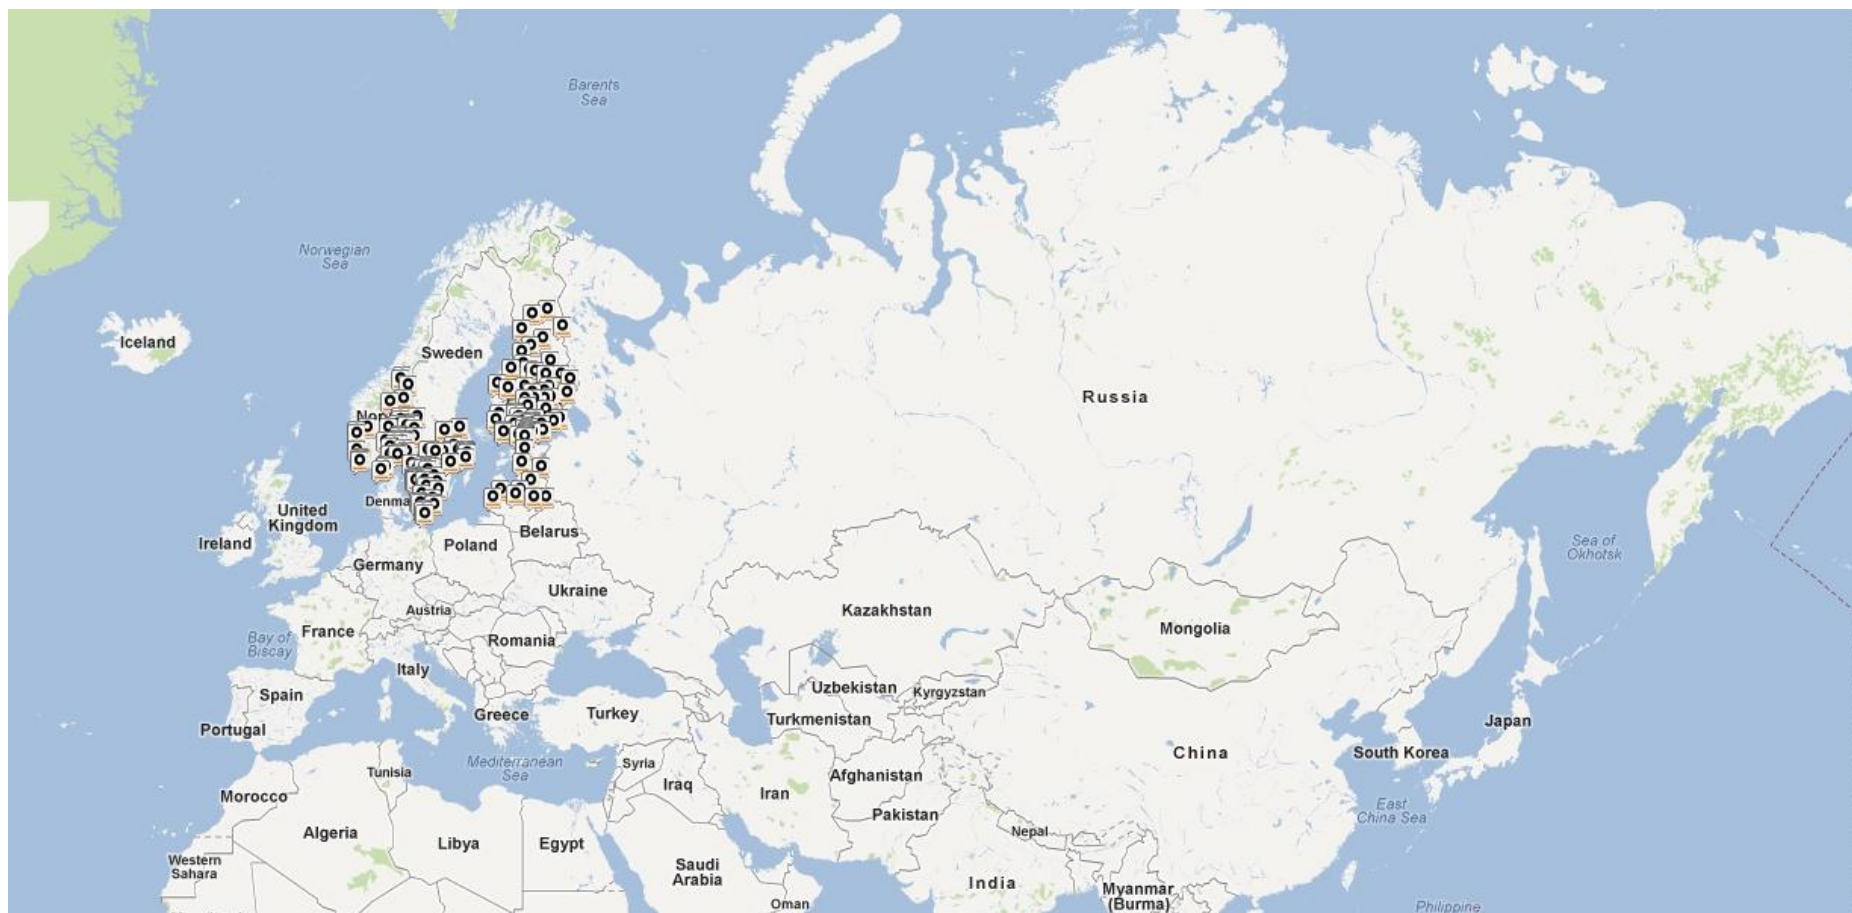 Barents
Sea
Norwegian
Sea
Iceland
Sweden
Russia
Nor
Denma
United
Kingdom
Ireland
Belarus
Poland
Germany
Sea of
Okhotsk
Ukraine
Austria
Kazakhstan
France
Bay of
Biscay
Romania
Mongolia
Italy
Spain
Uzbekistan
Kyrgyzstan
Portugal
Greece
Turkey
Turkmenistan
Japan
South Korea
China
Mediterranean
Sea
Tunisia
Syria
Iraq
Iran
Afghanistan
Morocco
Pakistan
East
China Sea
Algeria
Libya
Egypt
Nepal
Western
Sahara
Saudi
Arabia
India
Myanmar
(Burma)
Oman
Philippine